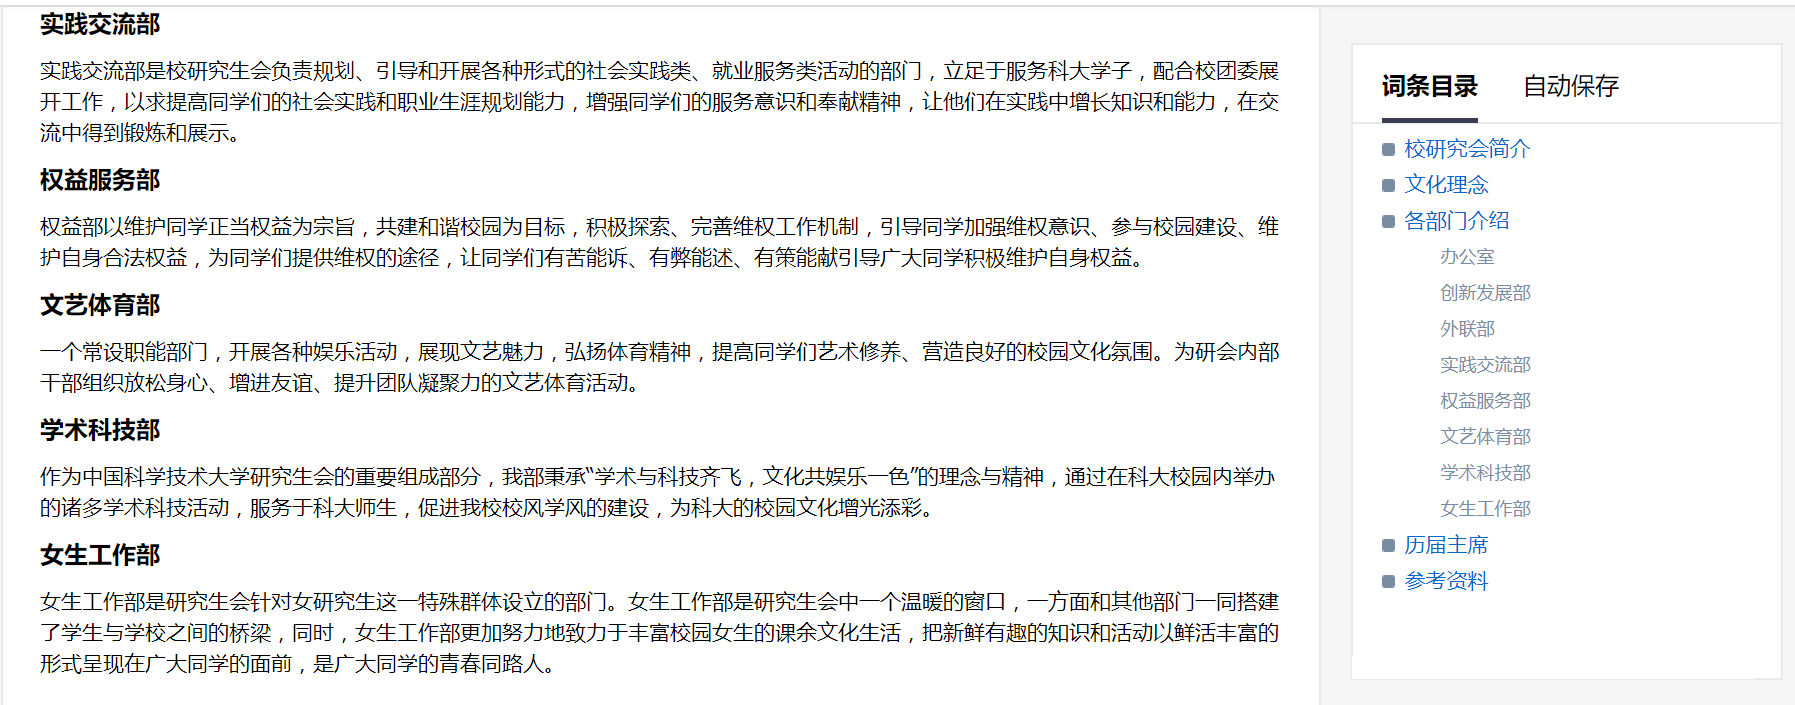 实践交流部
实践交流部是校研究生会负责规划、引导和开展各种形式的社会实践类、就业服务类活动的部门，立足于服务科大学子，配合校团委展
开工作，以求提高同学们的社会实践和职业生涯规划能力，增强同学们的服务意识和奉献精神，让他们在实践中增长知识和能力，在交
流中得到锻炼和展示。
权益服务部
权益部以维护同学正当权益为宗旨，共建和谐校园为目标，积极探索、完善维权工作机制，引导同学加强维权意识、参与校园建设、维
护自身合法权益，为同学们提供维权的途径，让同学们有苦能诉、有弊能述、有策能献引导广大同学积极维护自身权益。
文艺体育部
一个常设职能部门，开展各种娱乐活动，展现文艺魅力，弘扬体育精神，提高同学们艺术修养、营造良好的校园文化氛围。为研会内部
干部组织放松身心、增进友谊、提升团队凝聚力的文艺体育活动。
学术科技部
作为中国科学技术大学研究生会的重要组成部分，我部秉承“学术与科技齐飞，文化共娱乐一色”的理念与精神，通过在科大校园内举办
的诸多学术科技活动，服务于科大师生，促进我校校风学风的建设，为科大的校园文化增光添彩。
女生工作部
女生工作部是研究生会针对女研究生这一特殊群体设立的部门。女生工作部是研究生会中一个温暖的窗口，一方面和其他部门一同搭建
了学生与学校之间的桥梁，同时，女生工作部更加努力地致力于丰富校园女生的课余文化生活，把新鲜有趣的知识和活动以鲜活丰富的
形式呈现在广大同学的面前，是广大同学的青春同路人。
词条目录 自动保存
校研究会简介
文化理念
各部门介绍
办公室
创新发展部
外联部
实践交流部
权益服务部
文艺体育部
学术科技部
女生工作部
历届主席
参考资料